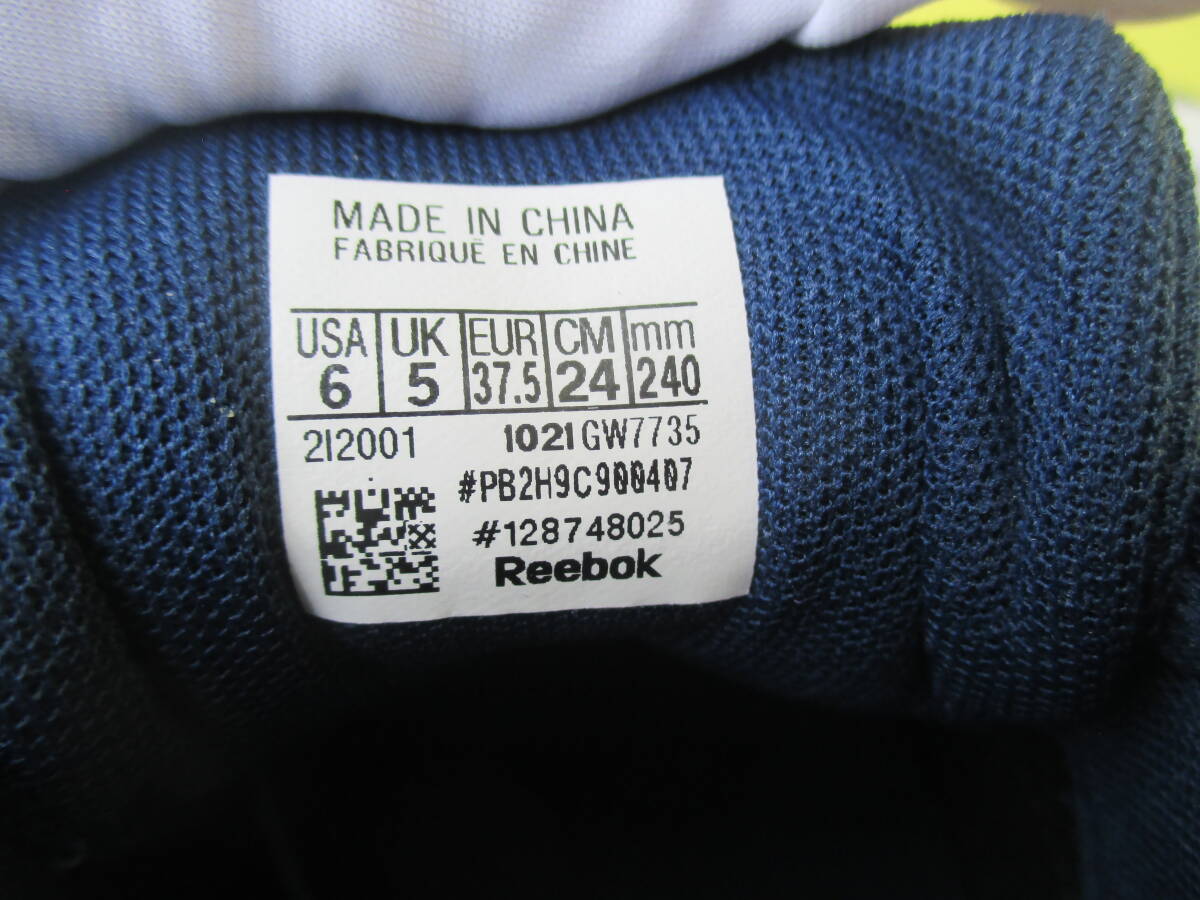 MADE IN CHINA
FABRIQUÉ EN CHINE
USA UK EUR CM mm
6 5 37.5 24 240
2I2001 1021 GW7735
#PB2H9C900407
#128748025
Reebok